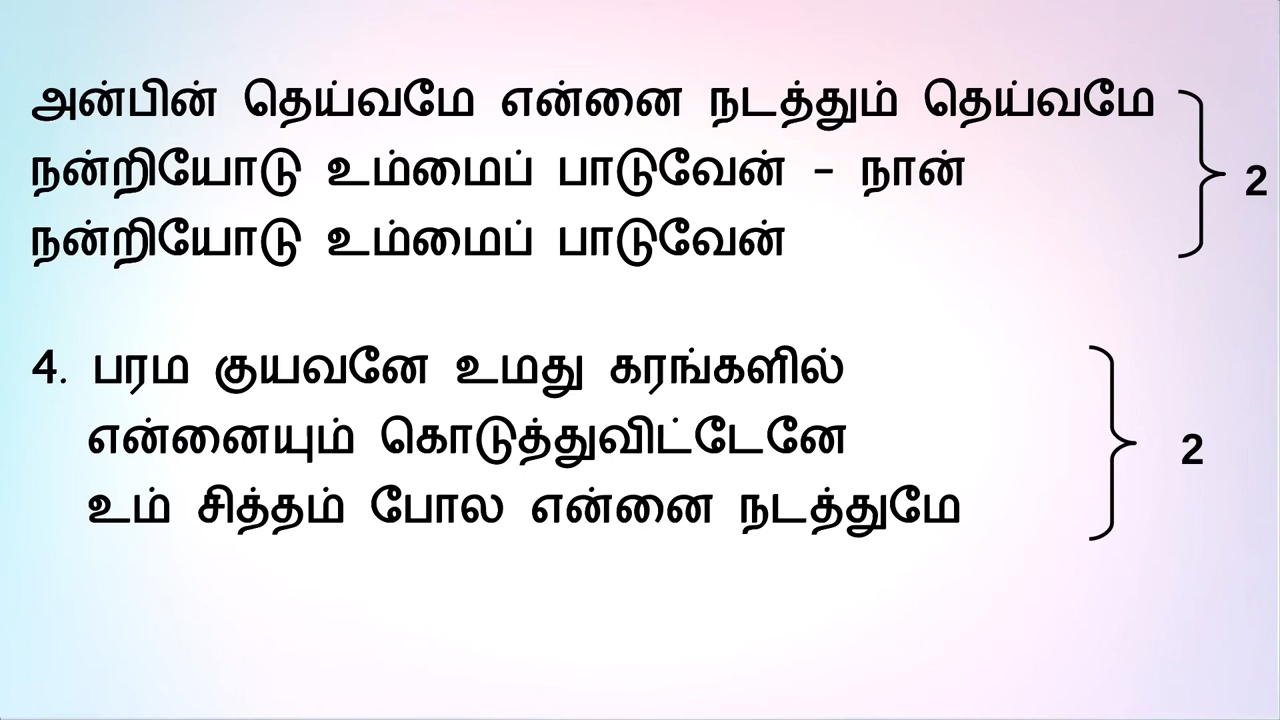 அன்பின் தெய்வமே என்னை நடத்தும் தெய்வமே
நன்றியோடு உம்மைப் பாடுவேன் – நான்
நன்றியோடு உம்மைப் பாடுவேன்
2
4. பரம குயவனே உமது கரங்களில்
என்னையும் கொடுத்துவிட்டேனே
உம் சித்தம் போல என்னை நடத்துமே
2